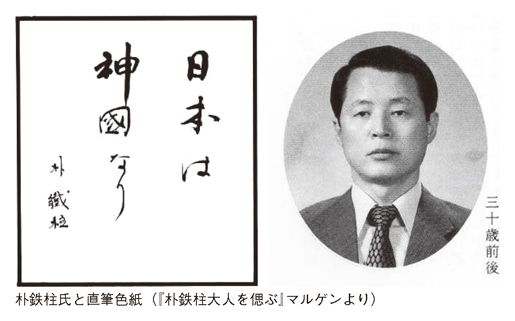 日本は
神國なり
朴鐵柱
三十歳前後
朴鉄柱氏と直筆色紙（『朴鉄柱大人を偲ぶ』マルゲンより）